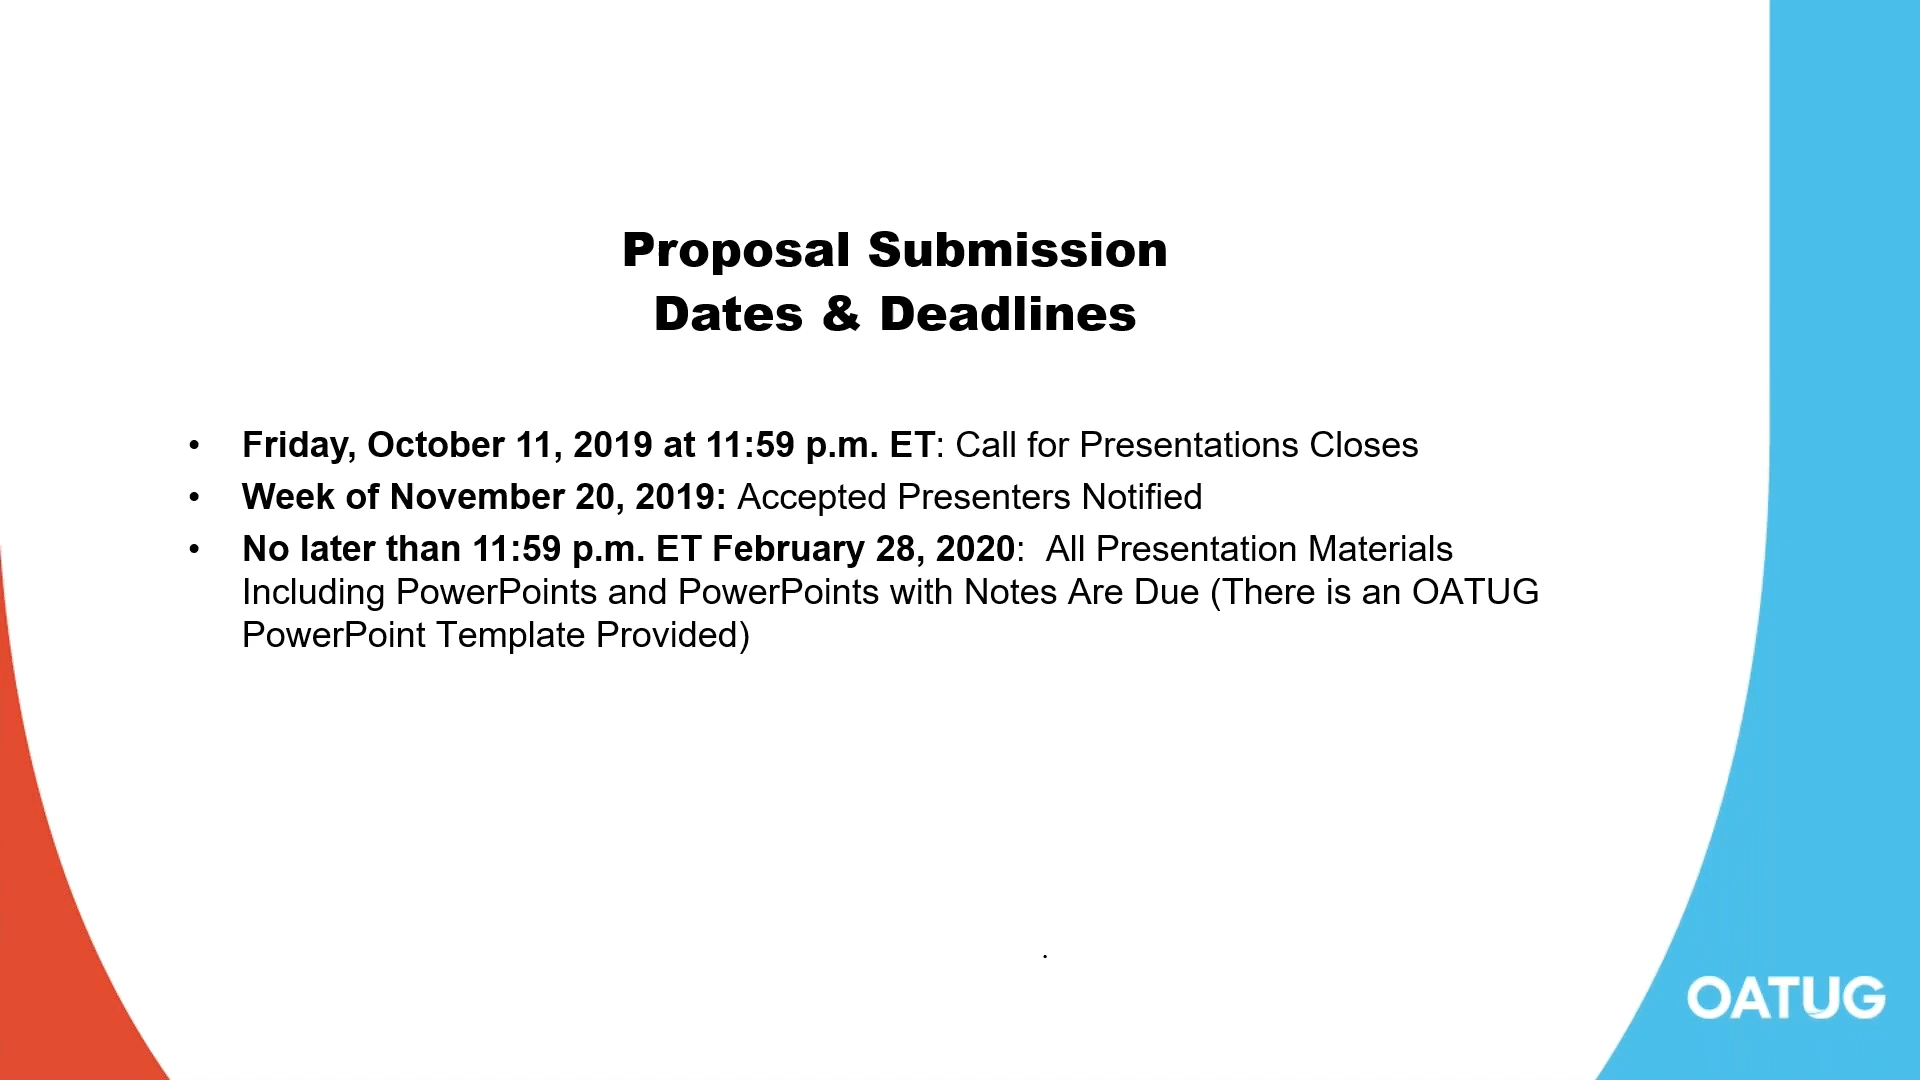 Proposal Submission
Dates & Deadlines
• Friday, October 11, 2019 at 11:59 p.m. ET: Call for Presentations Closes
• Week of November 20, 2019: Accepted Presenters Notified
• No later than 11:59 p.m. ET February 28, 2020:  All Presentation Materials
Including PowerPoints and PowerPoints with Notes Are Due (There is an OATUG
PowerPoint Template Provided)
.
OATUG